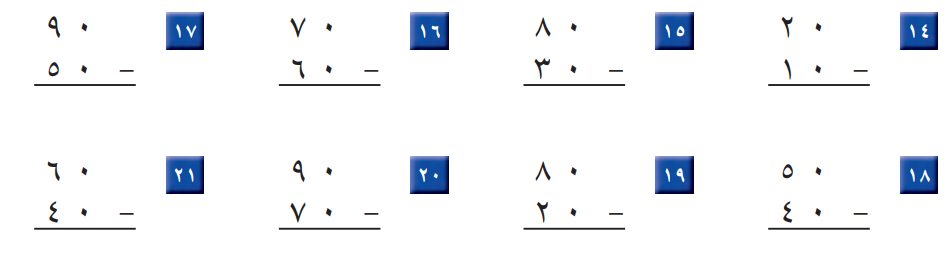 ١٤ ٢٠ ١٥ ٨٠ ١٦ ٧٠ ١٧ ٩٠
− ١٠ − ٣٠ − ٦٠ − ٥٠
١٨ ٥٠ ١٩ ٨٠ ٢٠ ٩٠ ٢١ ٦٠
− ٤٠ − ٢٠ − ٧٠ − ٤٠